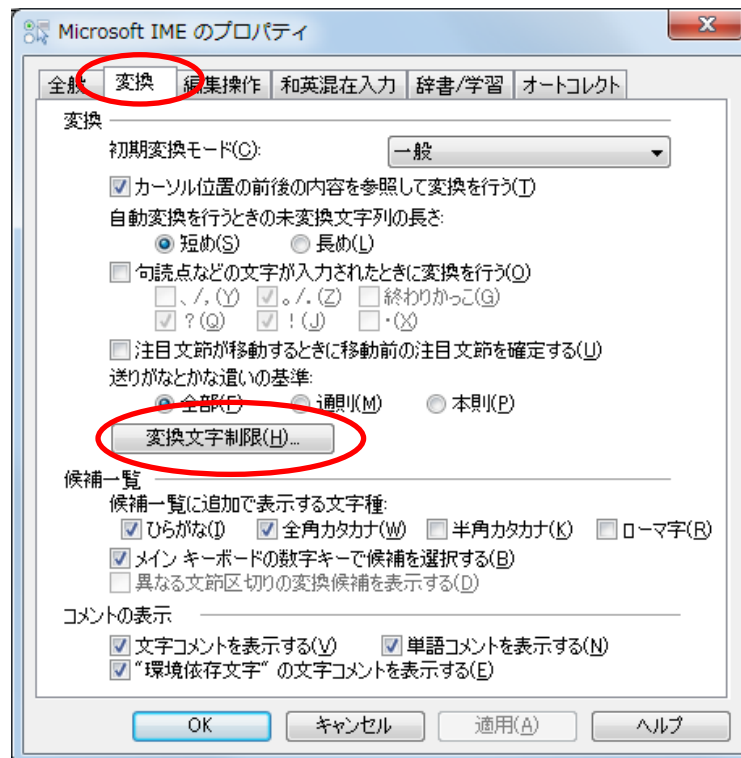 Microsoft IME のプロパティ
全般 変換 編集操作 和英混在入力 辞書/学習 オートコレクト
変換
初期変換モード(C): 一般
カーソル位置の前後の内容を参照して変換を行う(T)
自動変換を行うときの未変換文字列の長さ:
短め(S) 長め(L)
句読点などの文字が入力されたときに変換を行う(O)
、/,(Y) 。/.(Z) 終わりかっこ(G)
?(Q) !(J) ・(X)
注目文節が移動するときに移動前の注目文節を確定する(U)
送りがなとかな遣いの基準:
全部(F) 通則(M) 本則(P)
変換文字制限(H)...
候補一覧
候補一覧に追加で表示する文字種:
ひらがな(I) 全角カタカナ(W) 半角カタカナ(K) ローマ字(R)
メイン キーボードの数字キーで候補を選択する(B)
異なる文節区切りの変換候補を表示する(D)
コメントの表示
文字コメントを表示する(V) 単語コメントを表示する(N)
"環境依存文字" の文字コメントを表示する(E)
OK キャンセル 適用(A) ヘルプ